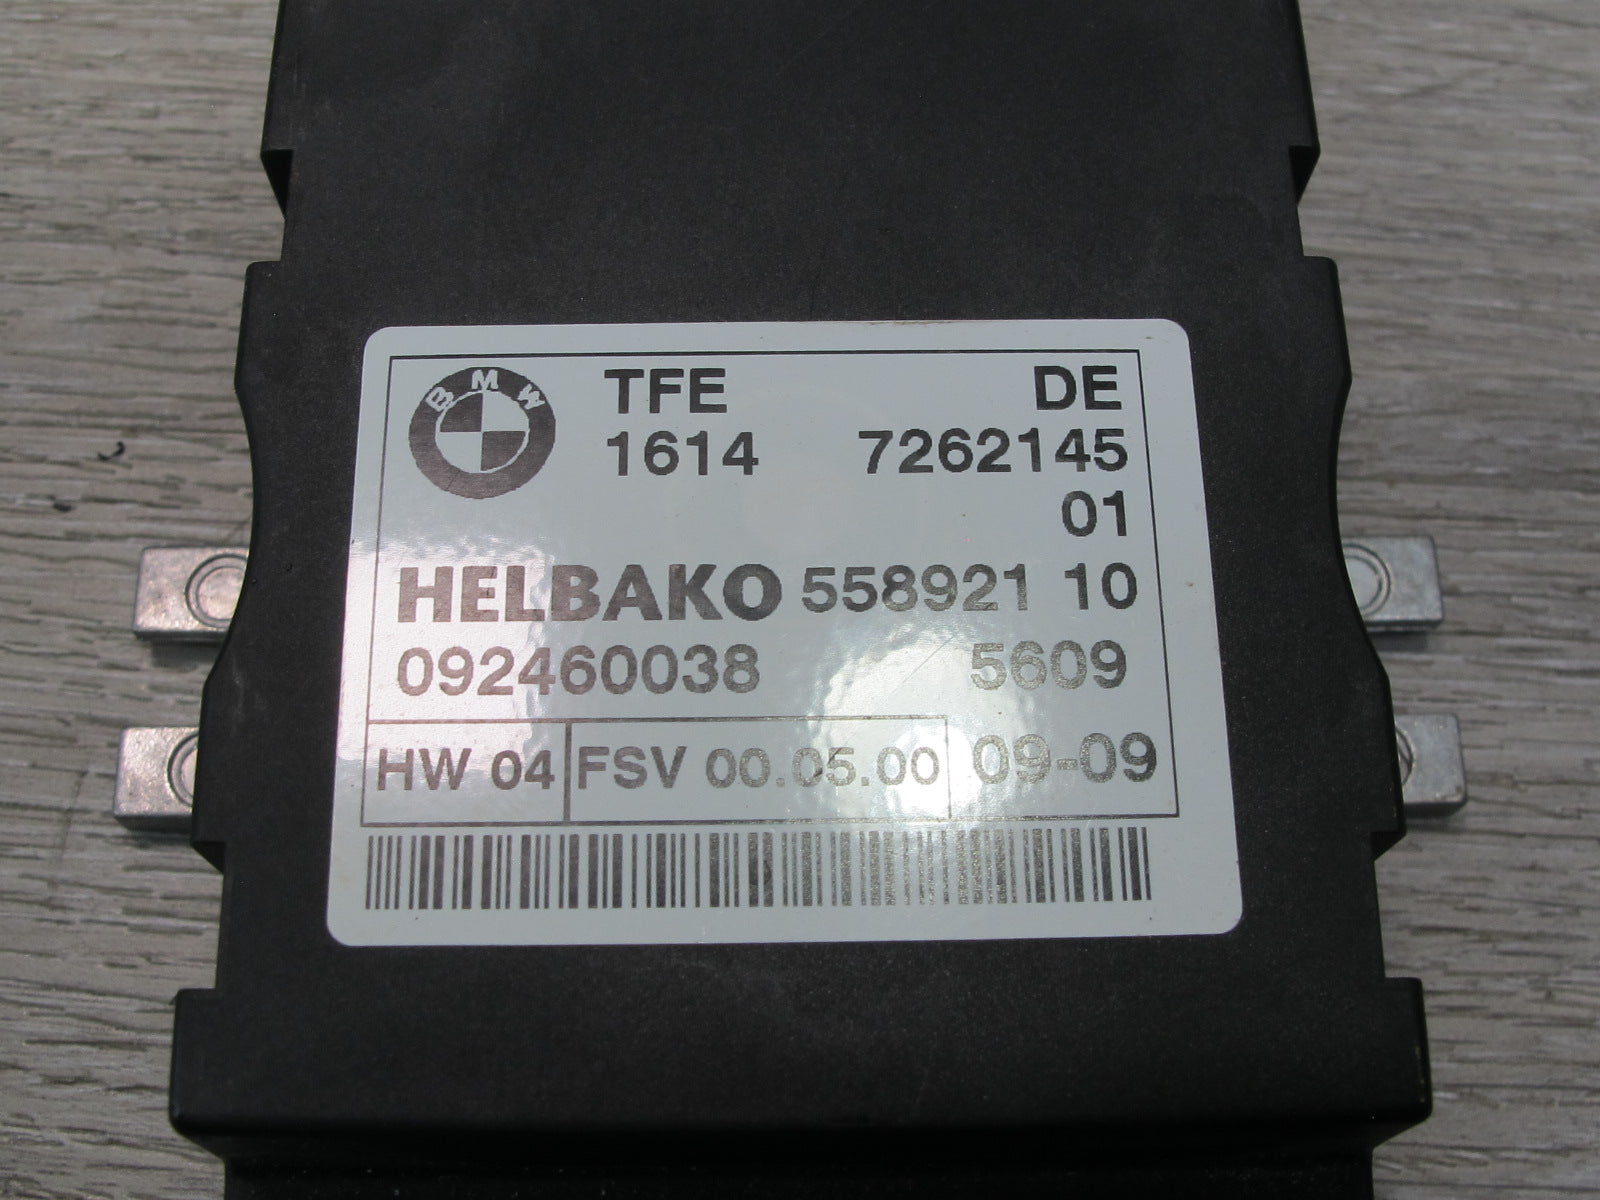 BMW
TFE DE
1614 7262145
01
HELBAKO 558921 10
092460038 5609
HW 04 FSV 00.05.00 09-09